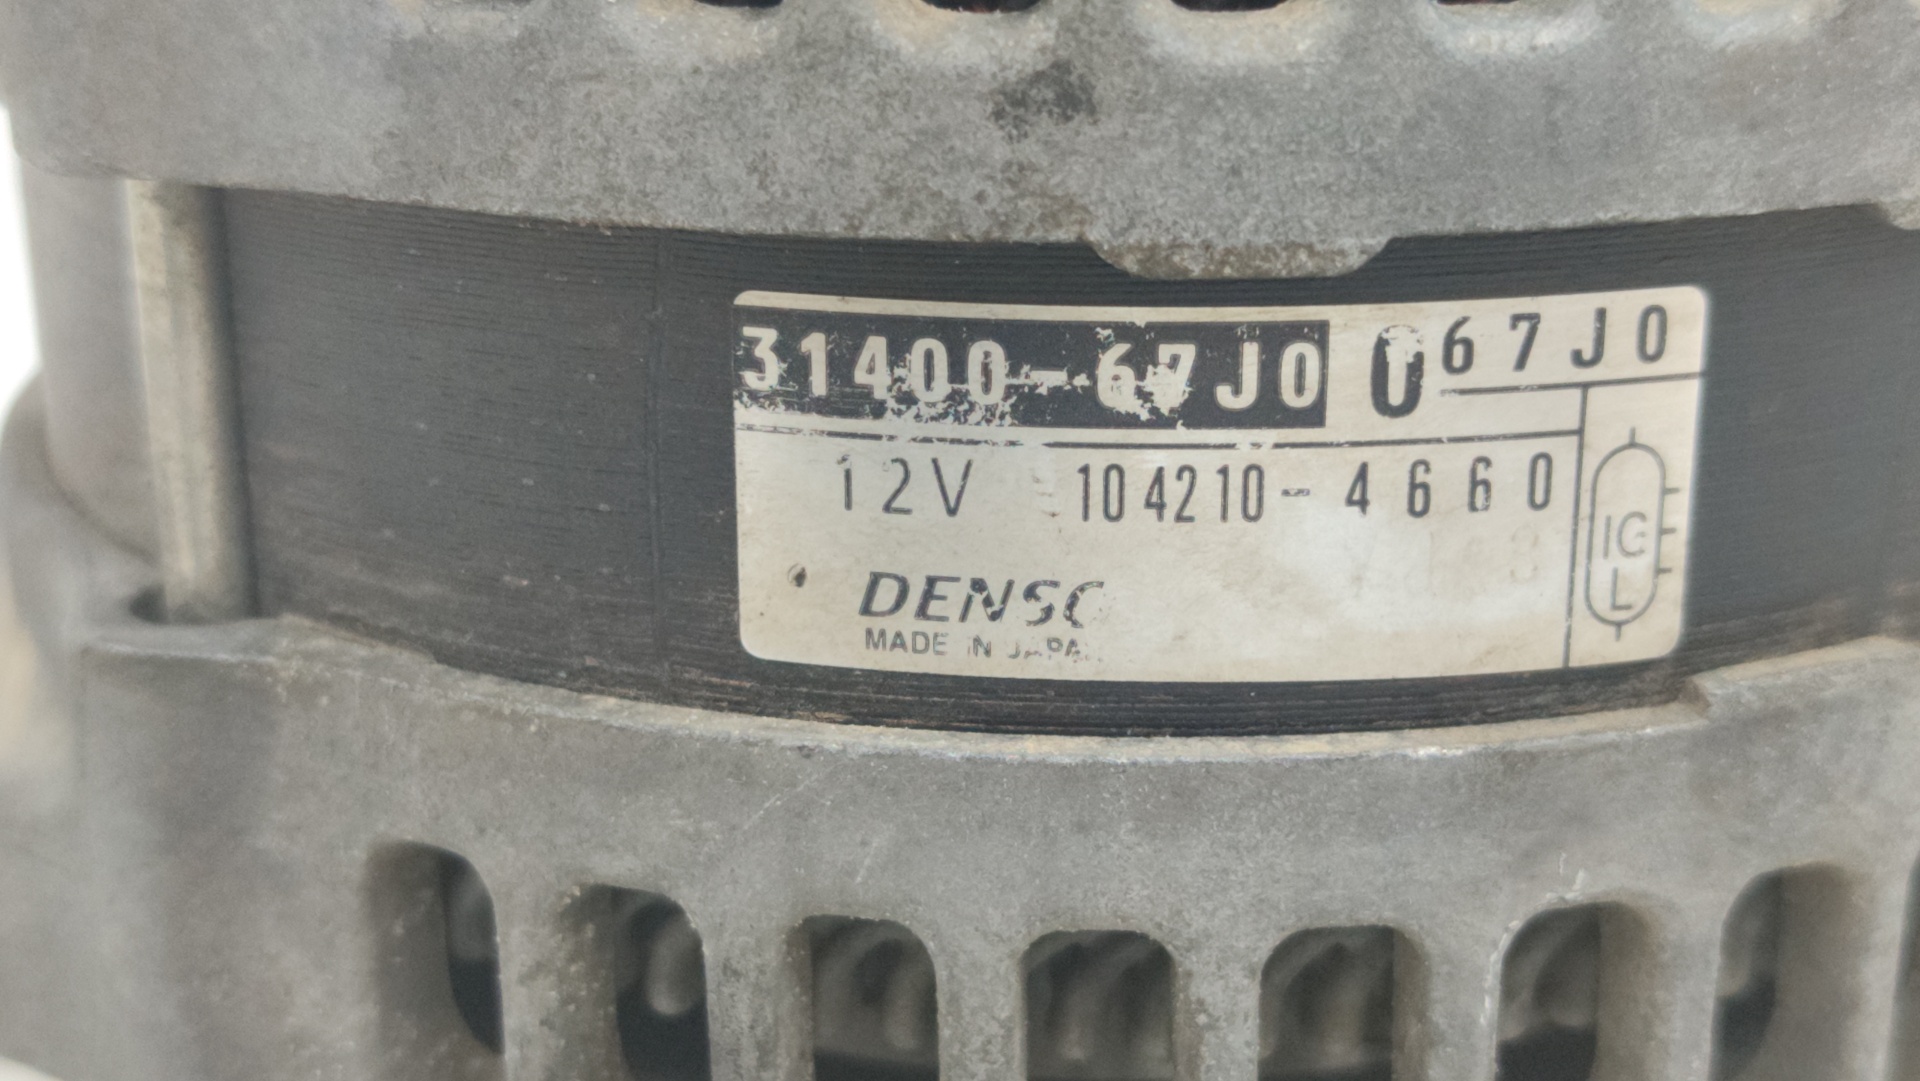 31400-67J0 0 67J0
12V 104210-4660
DENSO
MADE IN JAPAN
IC
L